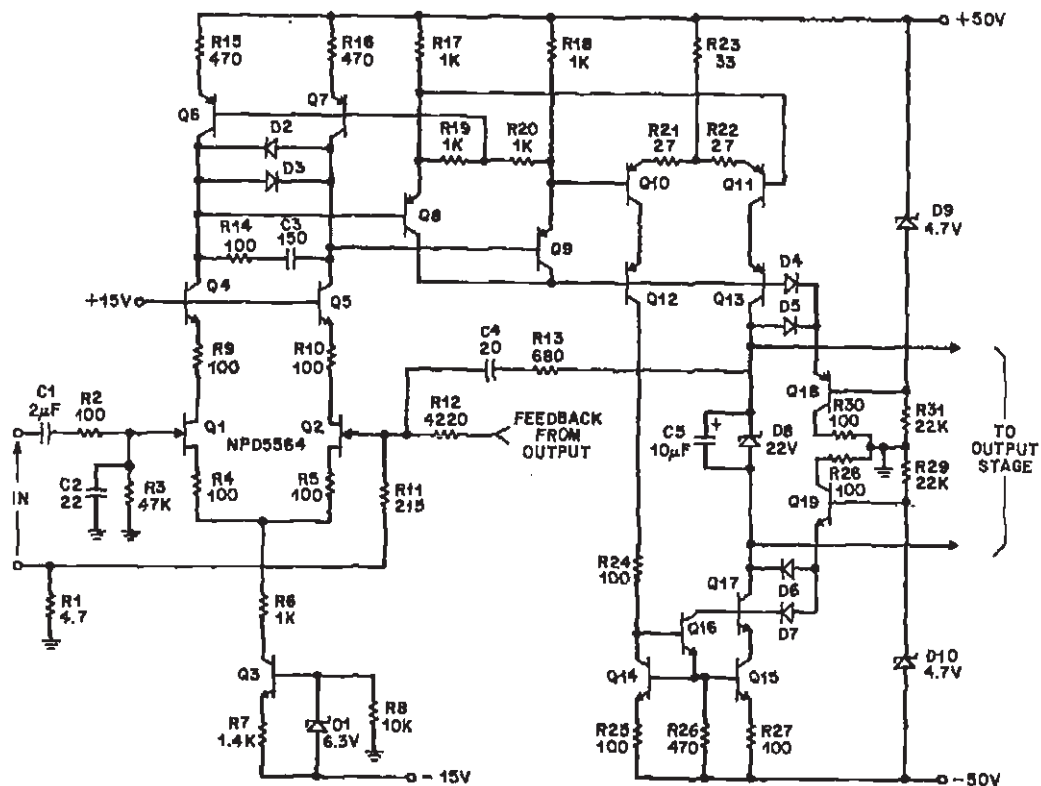 +50V
R15
470
R16
470
R17
1K
R18
1K
R23
33
Q6
Q7
D2
D3
R19
1K
R20
1K
R21
27
R22
27
Q10
Q11
D9
4.7V
Q8
Q9
R14
100
C3
150
Q4
Q5
+15V
Q12
Q13
D4
D5
R9
100
R10
100
C4
20
R13
680
Q18
R30
100
R31
22K
C1
2µF
R2
100
Q1
NPD5564
Q2
R12
4220
FEEDBACK
FROM
OUTPUT
C5
10µF
+
D8
22V
R28
100
R29
22K
TO
OUTPUT
STAGE
IN
C2
22
R3
47K
R4
100
R5
100
R11
215
Q19
R24
100
Q17
D6
D7
R1
4.7
R6
1K
Q16
Q3
Q14
Q15
D10
4.7V
R7
1.4K
D1
6.3V
R8
10K
R25
100
R26
470
R27
100
-15V
-50V